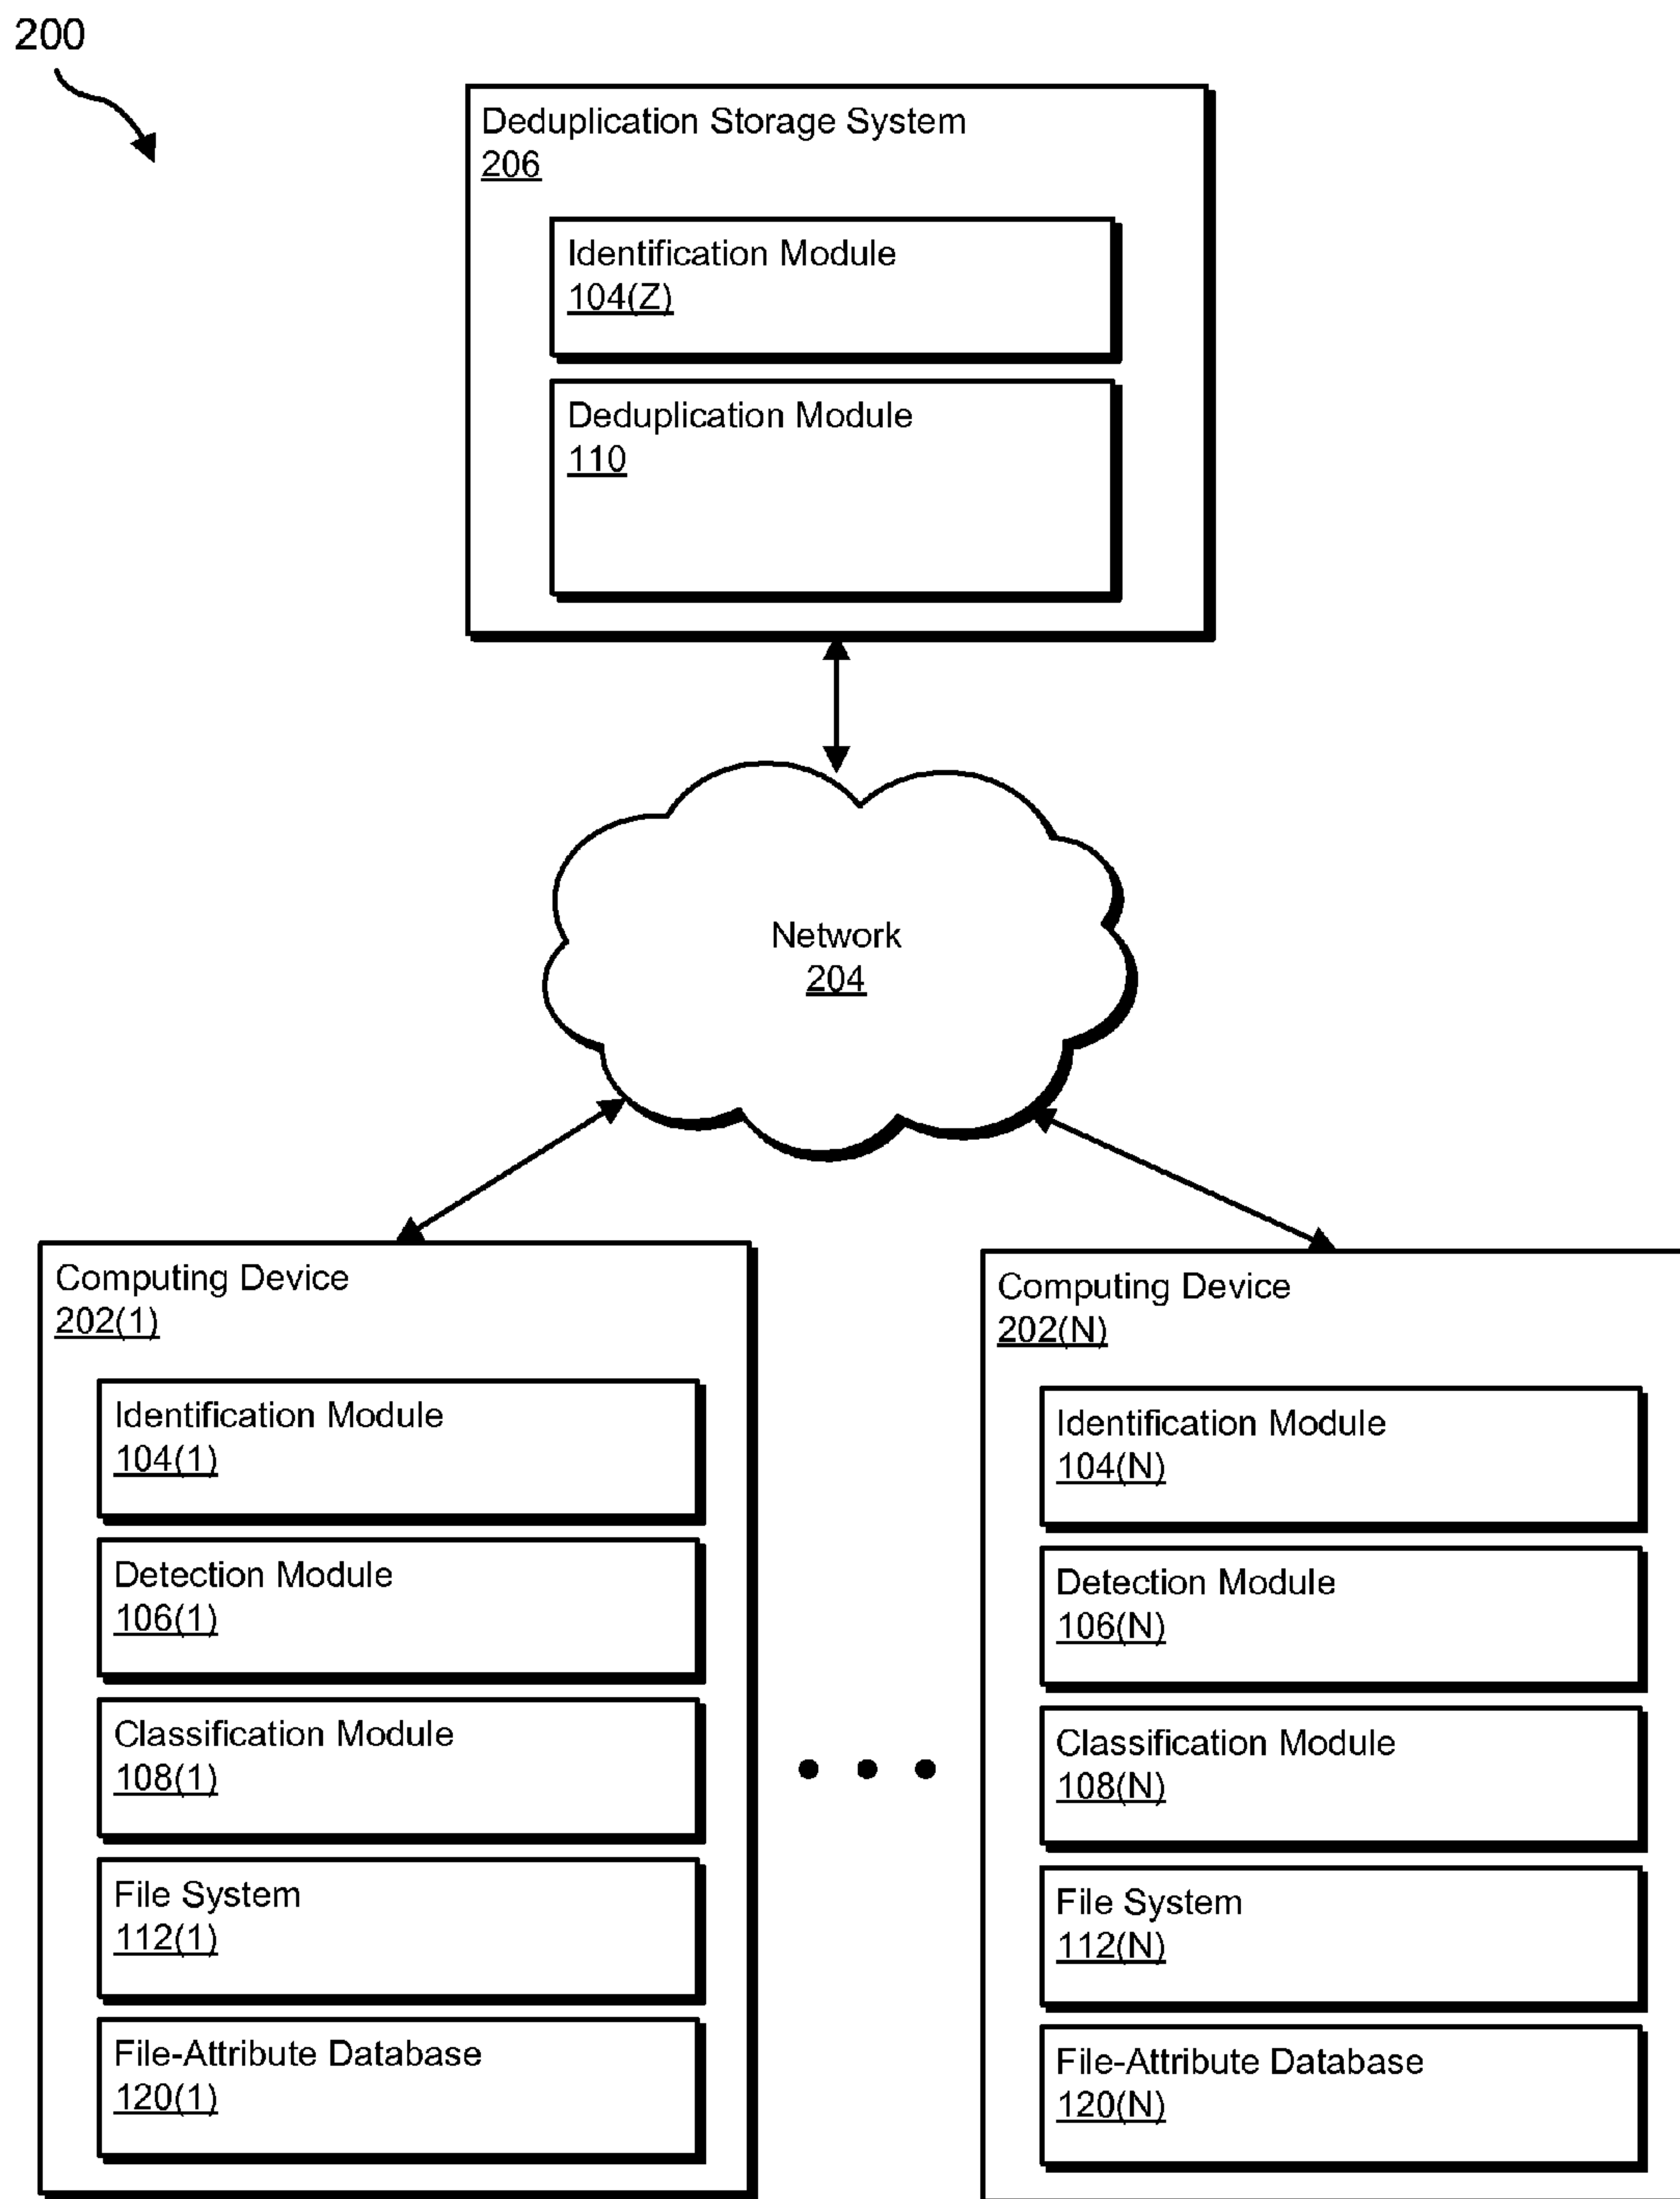 200
Deduplication Storage System
206
Identification Module
104(Z)
Deduplication Module
110
Network
204
Computing Device
202(1)
Identification Module
104(1)
Detection Module
106(1)
Classification Module
108(1)
File System
112(1)
File-Attribute Database
120(1)
Computing Device
202(N)
Identification Module
104(N)
Detection Module
106(N)
Classification Module
108(N)
File System
112(N)
File-Attribute Database
120(N)